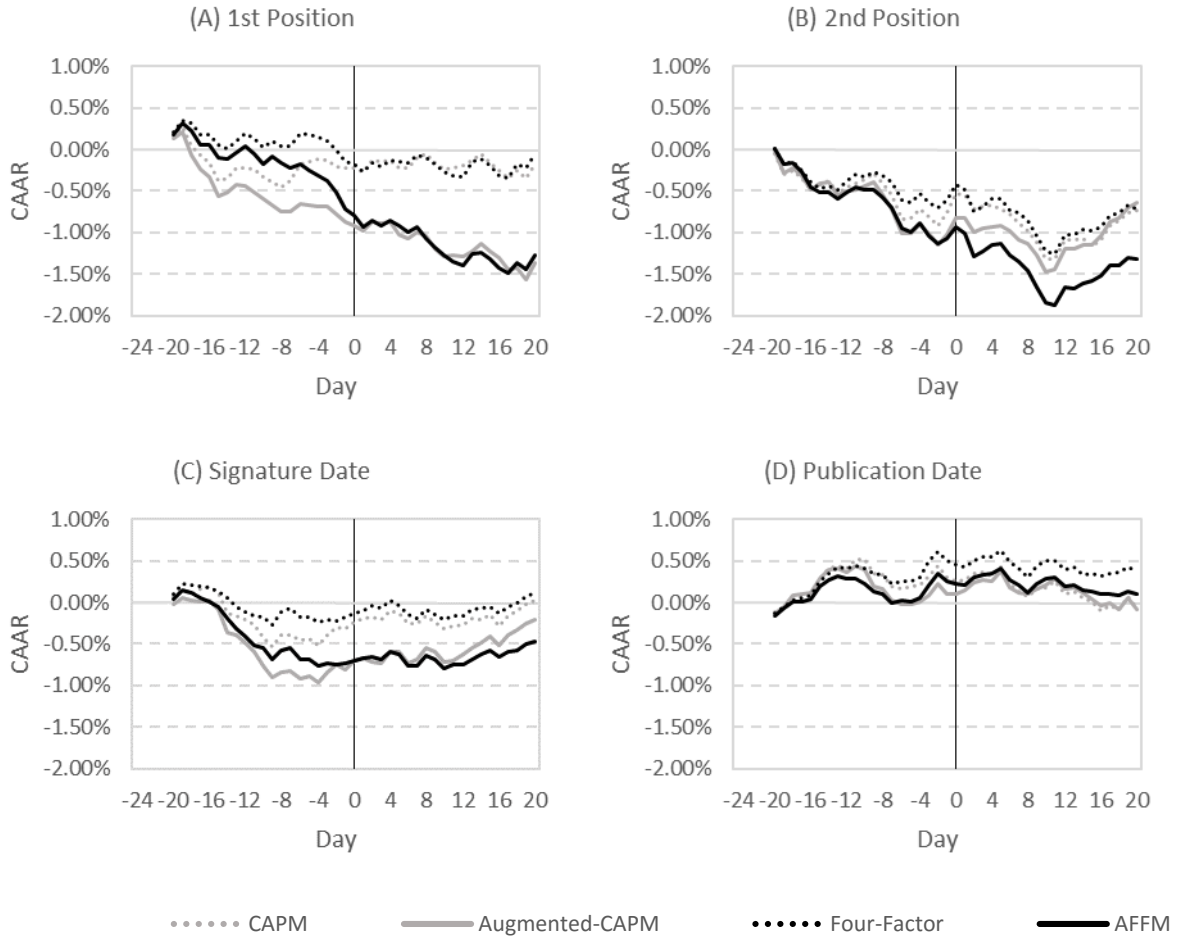 (A) 1st Position
1.00%
0.50%
0.00%
-0.50%
-1.00%
-1.50%
-2.00%
CAAR
-24 -20 -16 -12 -8 -4 0 4 8 12 16 20
Day
(B) 2nd Position
1.00%
0.50%
0.00%
-0.50%
-1.00%
-1.50%
-2.00%
CAAR
-24 -20 -16 -12 -8 -4 0 4 8 12 16 20
Day
(C) Signature Date
1.00%
0.50%
0.00%
-0.50%
-1.00%
-1.50%
-2.00%
CAAR
-24 -20 -16 -12 -8 -4 0 4 8 12 16 20
Day
(D) Publication Date
1.00%
0.50%
0.00%
-0.50%
-1.00%
-1.50%
-2.00%
CAAR
-24 -20 -16 -12 -8 -4 0 4 8 12 16 20
Day
CAPM Augmented-CAPM Four-Factor AFFM